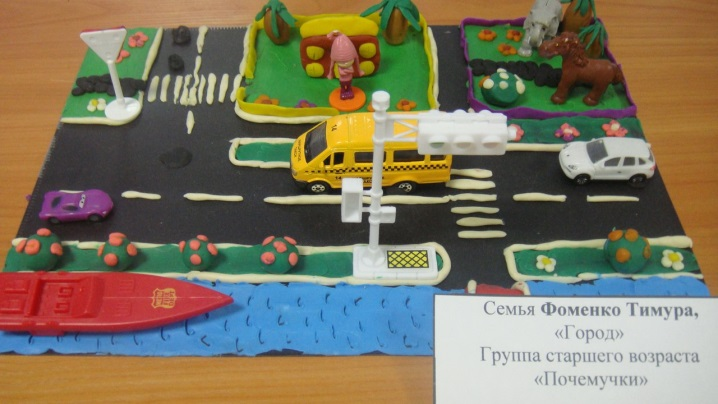 Семья Фоменко Тимура,
«Город»
Группа старшего возраста
«Почемучки»